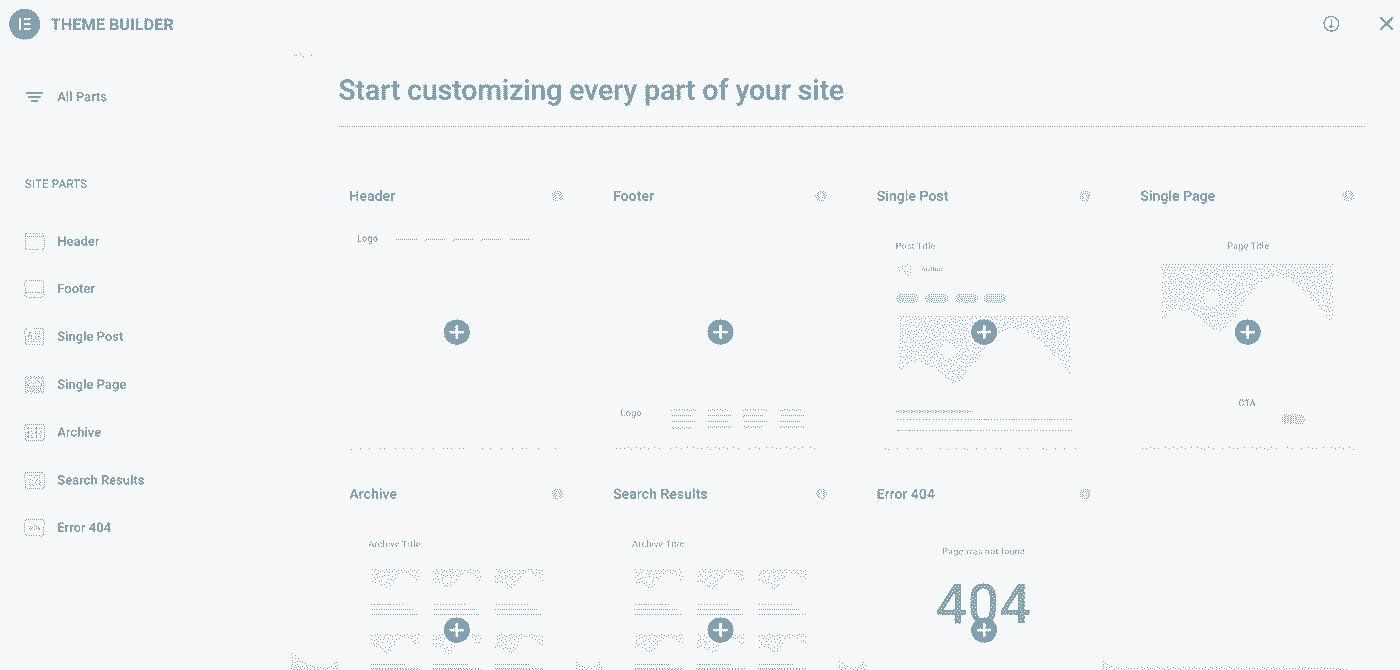 THEME BUILDER
All Parts
Start customizing every part of your site
SITE PARTS
Header
Footer
Single Post
Single Page
Archive
Search Results
Error 404
Header
Footer
Single Post
Single Page
Logo
Post Title
Author
Page Title
Logo
CTA
Archive
Search Results
Error 404
Archive Title
Archive Title
Page was not found
404